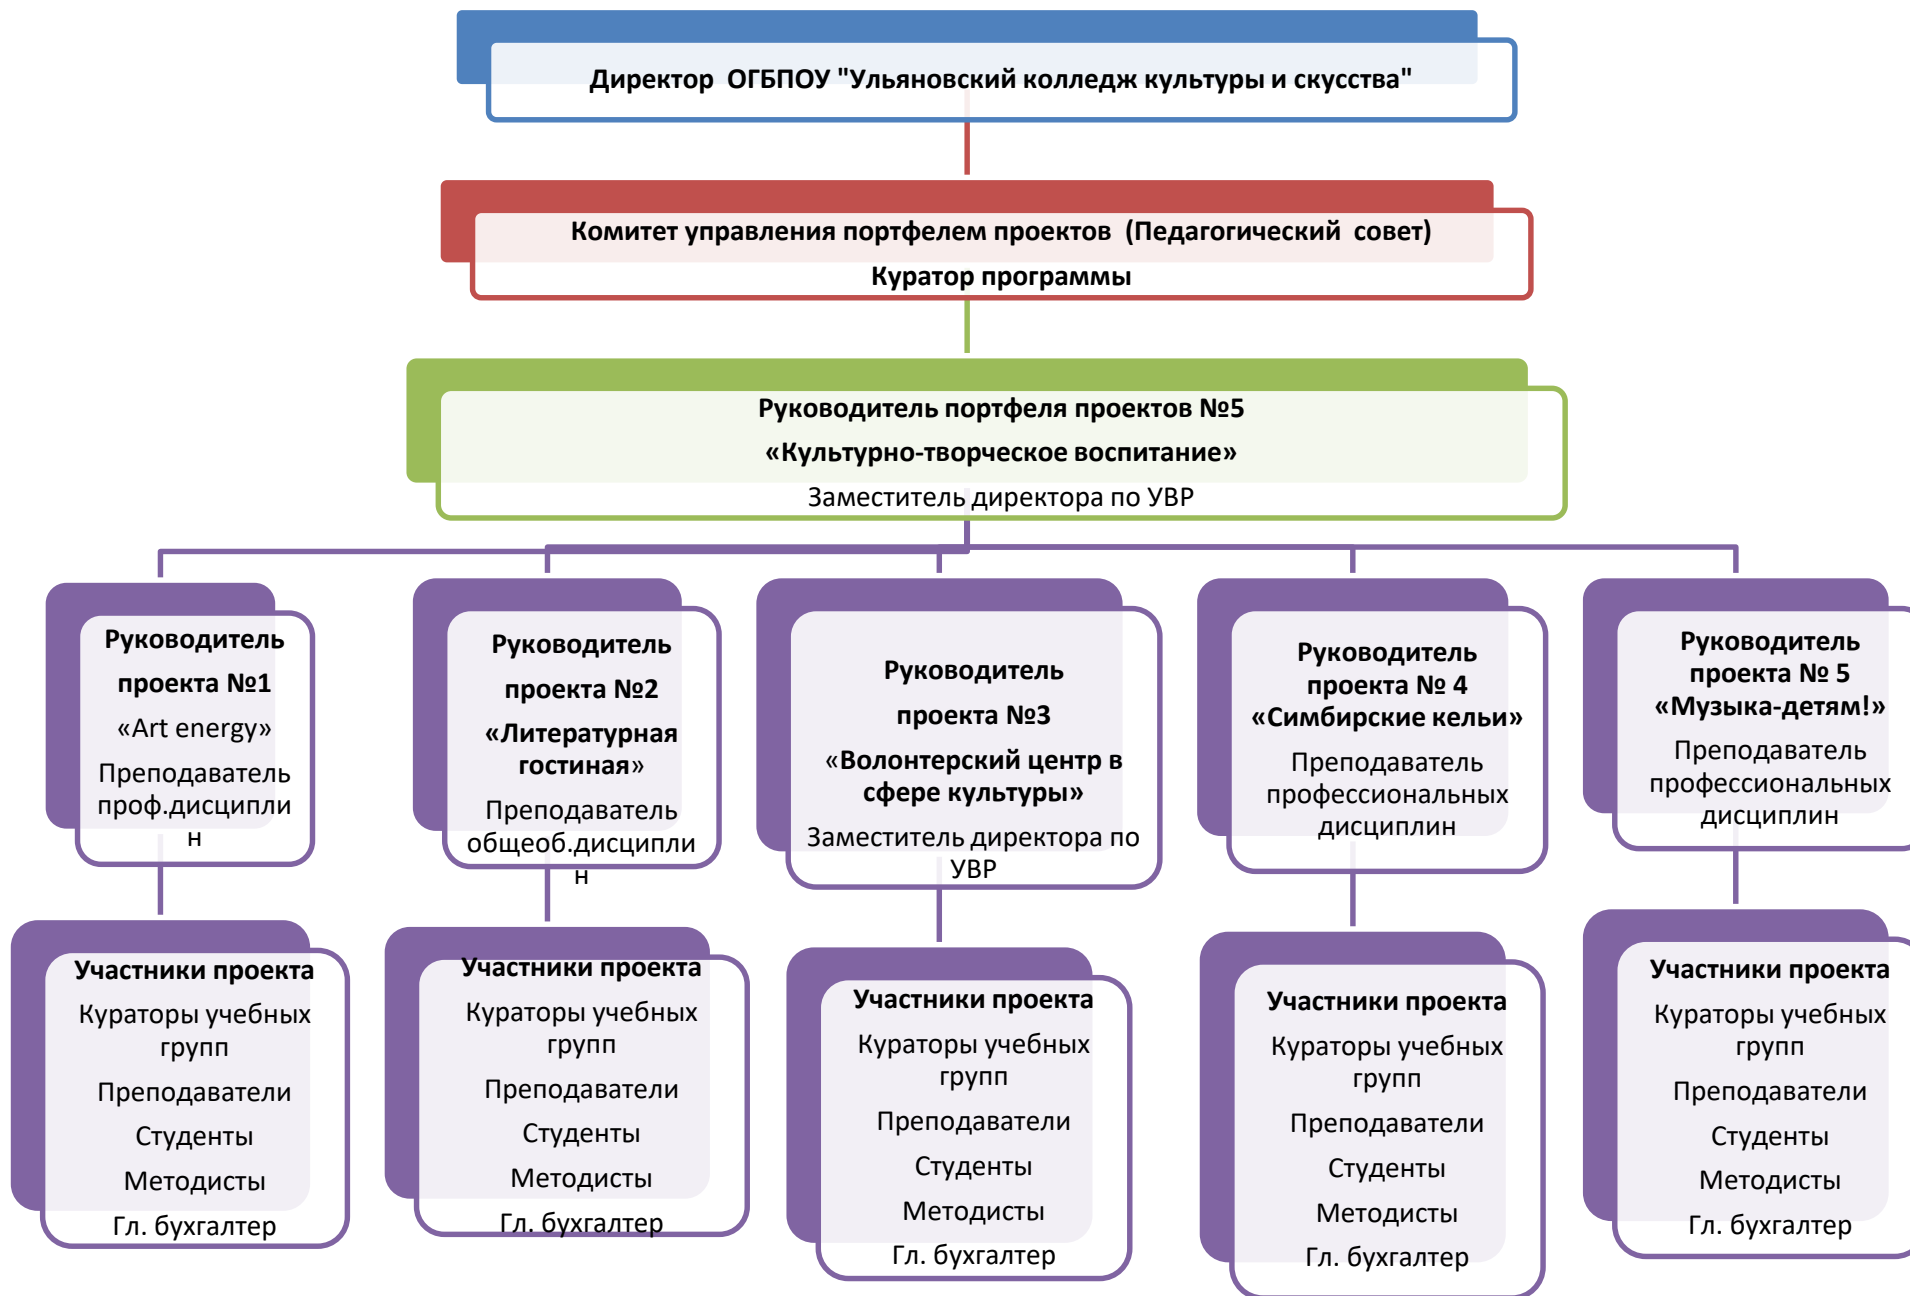 Директор  ОГБПОУ "Ульяновский колледж культуры и скусства"
Комитет управления портфелем проектов  (Педагогический  совет)
Куратор программы
Руководитель портфеля проектов №5
«Культурно-творческое воспитание»
Заместитель директора по УВР
Руководитель
проекта №1
«Art energy»
Преподаватель
проф.дисципли
н
Руководитель
проекта №2
«Литературная
гостиная»
Преподаватель
общеоб.дисципли
н
Руководитель
проекта №3
«Волонтерский центр в
сфере культуры»
Заместитель директора по
УВР
Руководитель
проекта № 4
«Симбирские кельи»
Преподаватель
профессиональных
дисциплин
Руководитель
проекта № 5
«Музыка-детям!»
Преподаватель
профессиональных
дисциплин
Участники проекта
Кураторы учебных
групп
Преподаватели
Студенты
Методисты
Гл. бухгалтер
Участники проекта
Кураторы учебных
групп
Преподаватели
Студенты
Методисты
Гл. бухгалтер
Участники проекта
Кураторы учебных
групп
Преподаватели
Студенты
Методисты
Гл. бухгалтер
Участники проекта
Кураторы учебных
групп
Преподаватели
Студенты
Методисты
Гл. бухгалтер
Участники проекта
Кураторы учебных
групп
Преподаватели
Студенты
Методисты
Гл. бухгалтер